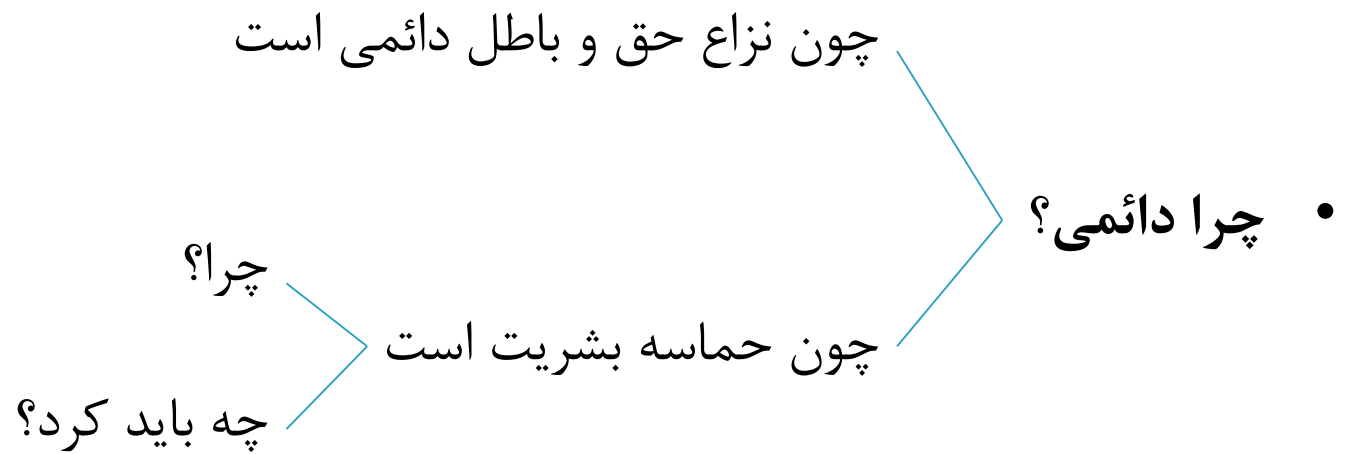 • چرا دائمی؟
چون نزاع حق و باطل دائمی است
چون حماسه بشریت است
چرا؟
چه باید کرد؟